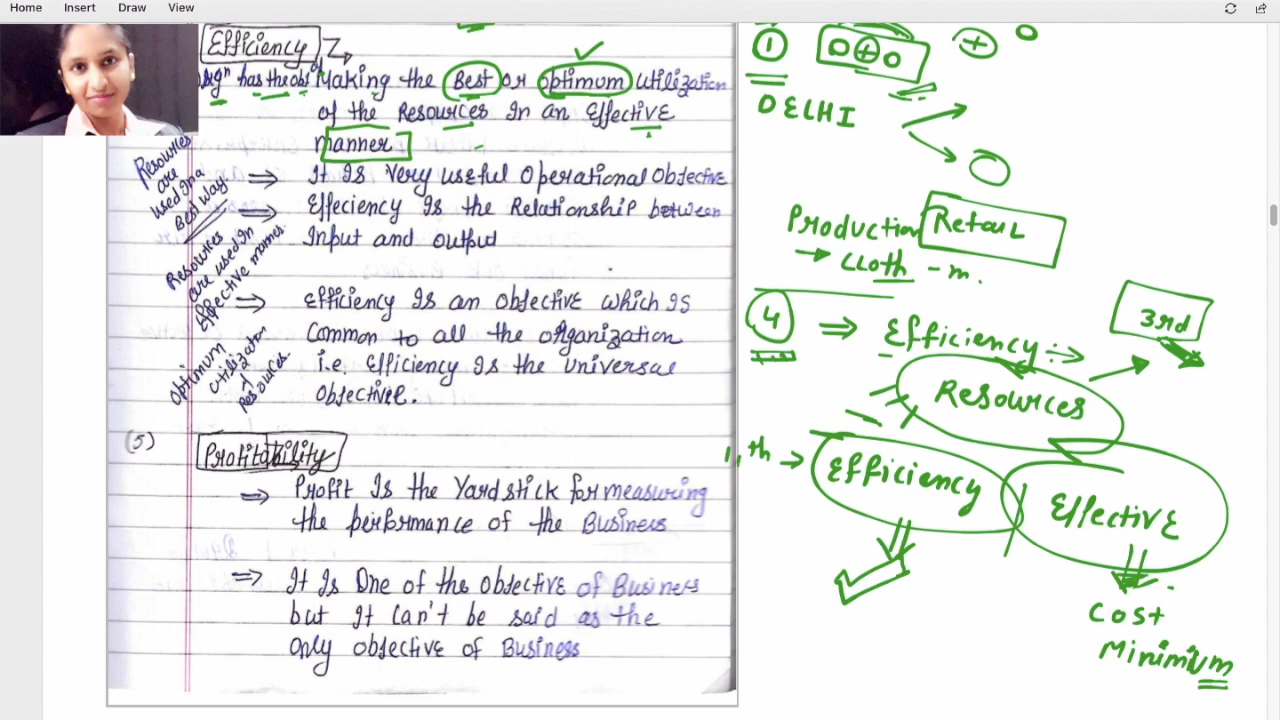 Home Insert Draw View
Efficiency
has the obj Making the Best or optimum utilization
of the Resources In an Effective
manner
⇒ It Is Very useful Operational Objective
⇒ Effeciency Is the Relationship between
Input and output
⇒ Efficiency Is an objective which Is
Common to all the organization
i.e. Efficiency Is the universal
Objective.
Resources
are
used In a
Best way.
Resources
are used In
Effective manner.
Optimum
utilization
of
Resources.
(5)
Profitability
⇒ Profit Is the Yardstick for measuring
the performance of the Business
⇒ It Is One of the objective of Business
but It can't be said as the
only objective of Business
1
DELHI
Production Retail
→ Cloth - m.
4 ⇒ Efficiency
3rd
Resources
th → Efficiency Effective
Cost
Minimum